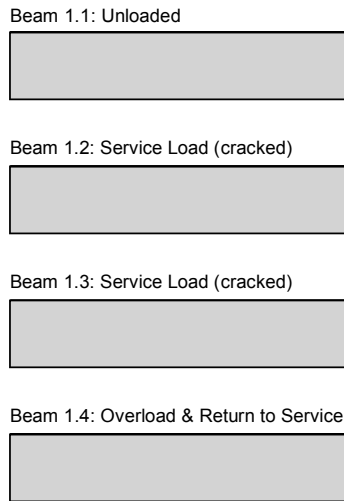 Beam 1.1: Unloaded
Beam 1.2: Service Load (cracked)
Beam 1.3: Service Load (cracked)
Beam 1.4: Overload & Return to Service